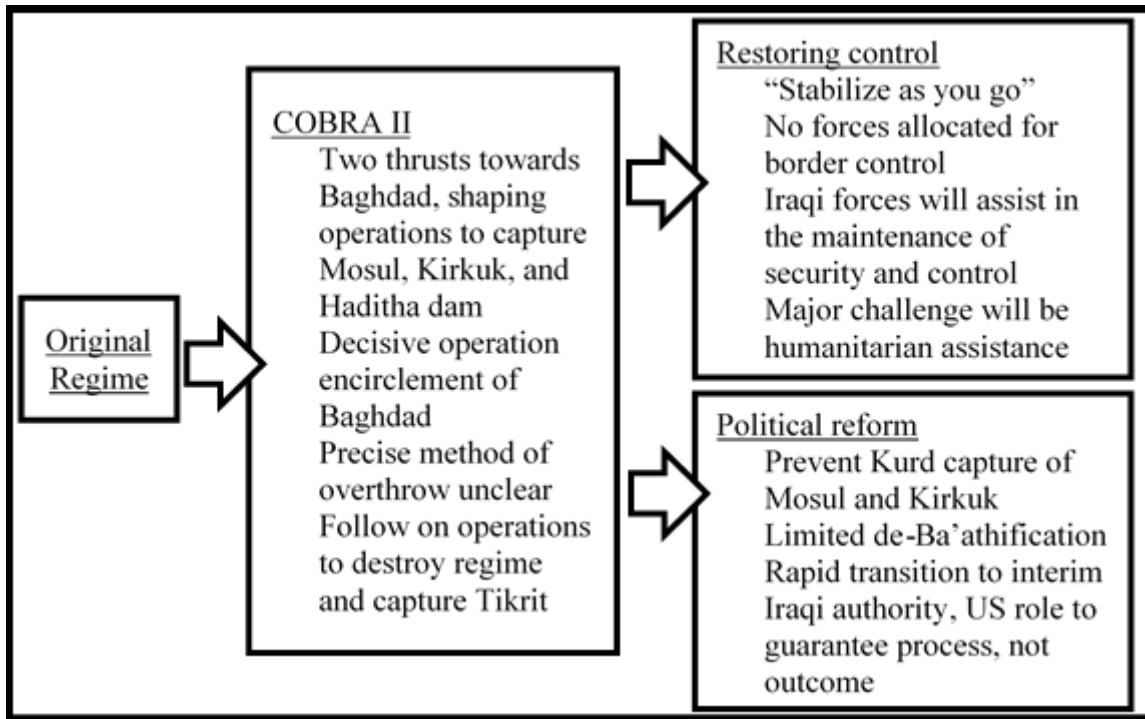 Original
Regime
COBRA II
Two thrusts towards
Baghdad, shaping
operations to capture
Mosul, Kirkuk, and
Haditha dam
Decisive operation
encirclement of
Baghdad
Precise method of
overthrow unclear
Follow on operations
to destroy regime
and capture Tikrit
Restoring control
“Stabilize as you go”
No forces allocated for
border control
Iraqi forces will assist in
the maintenance of
security and control
Major challenge will be
humanitarian assistance
Political reform
Prevent Kurd capture of
Mosul and Kirkuk
Limited de-Ba’athification
Rapid transition to interim
Iraqi authority, US role to
guarantee process, not
outcome